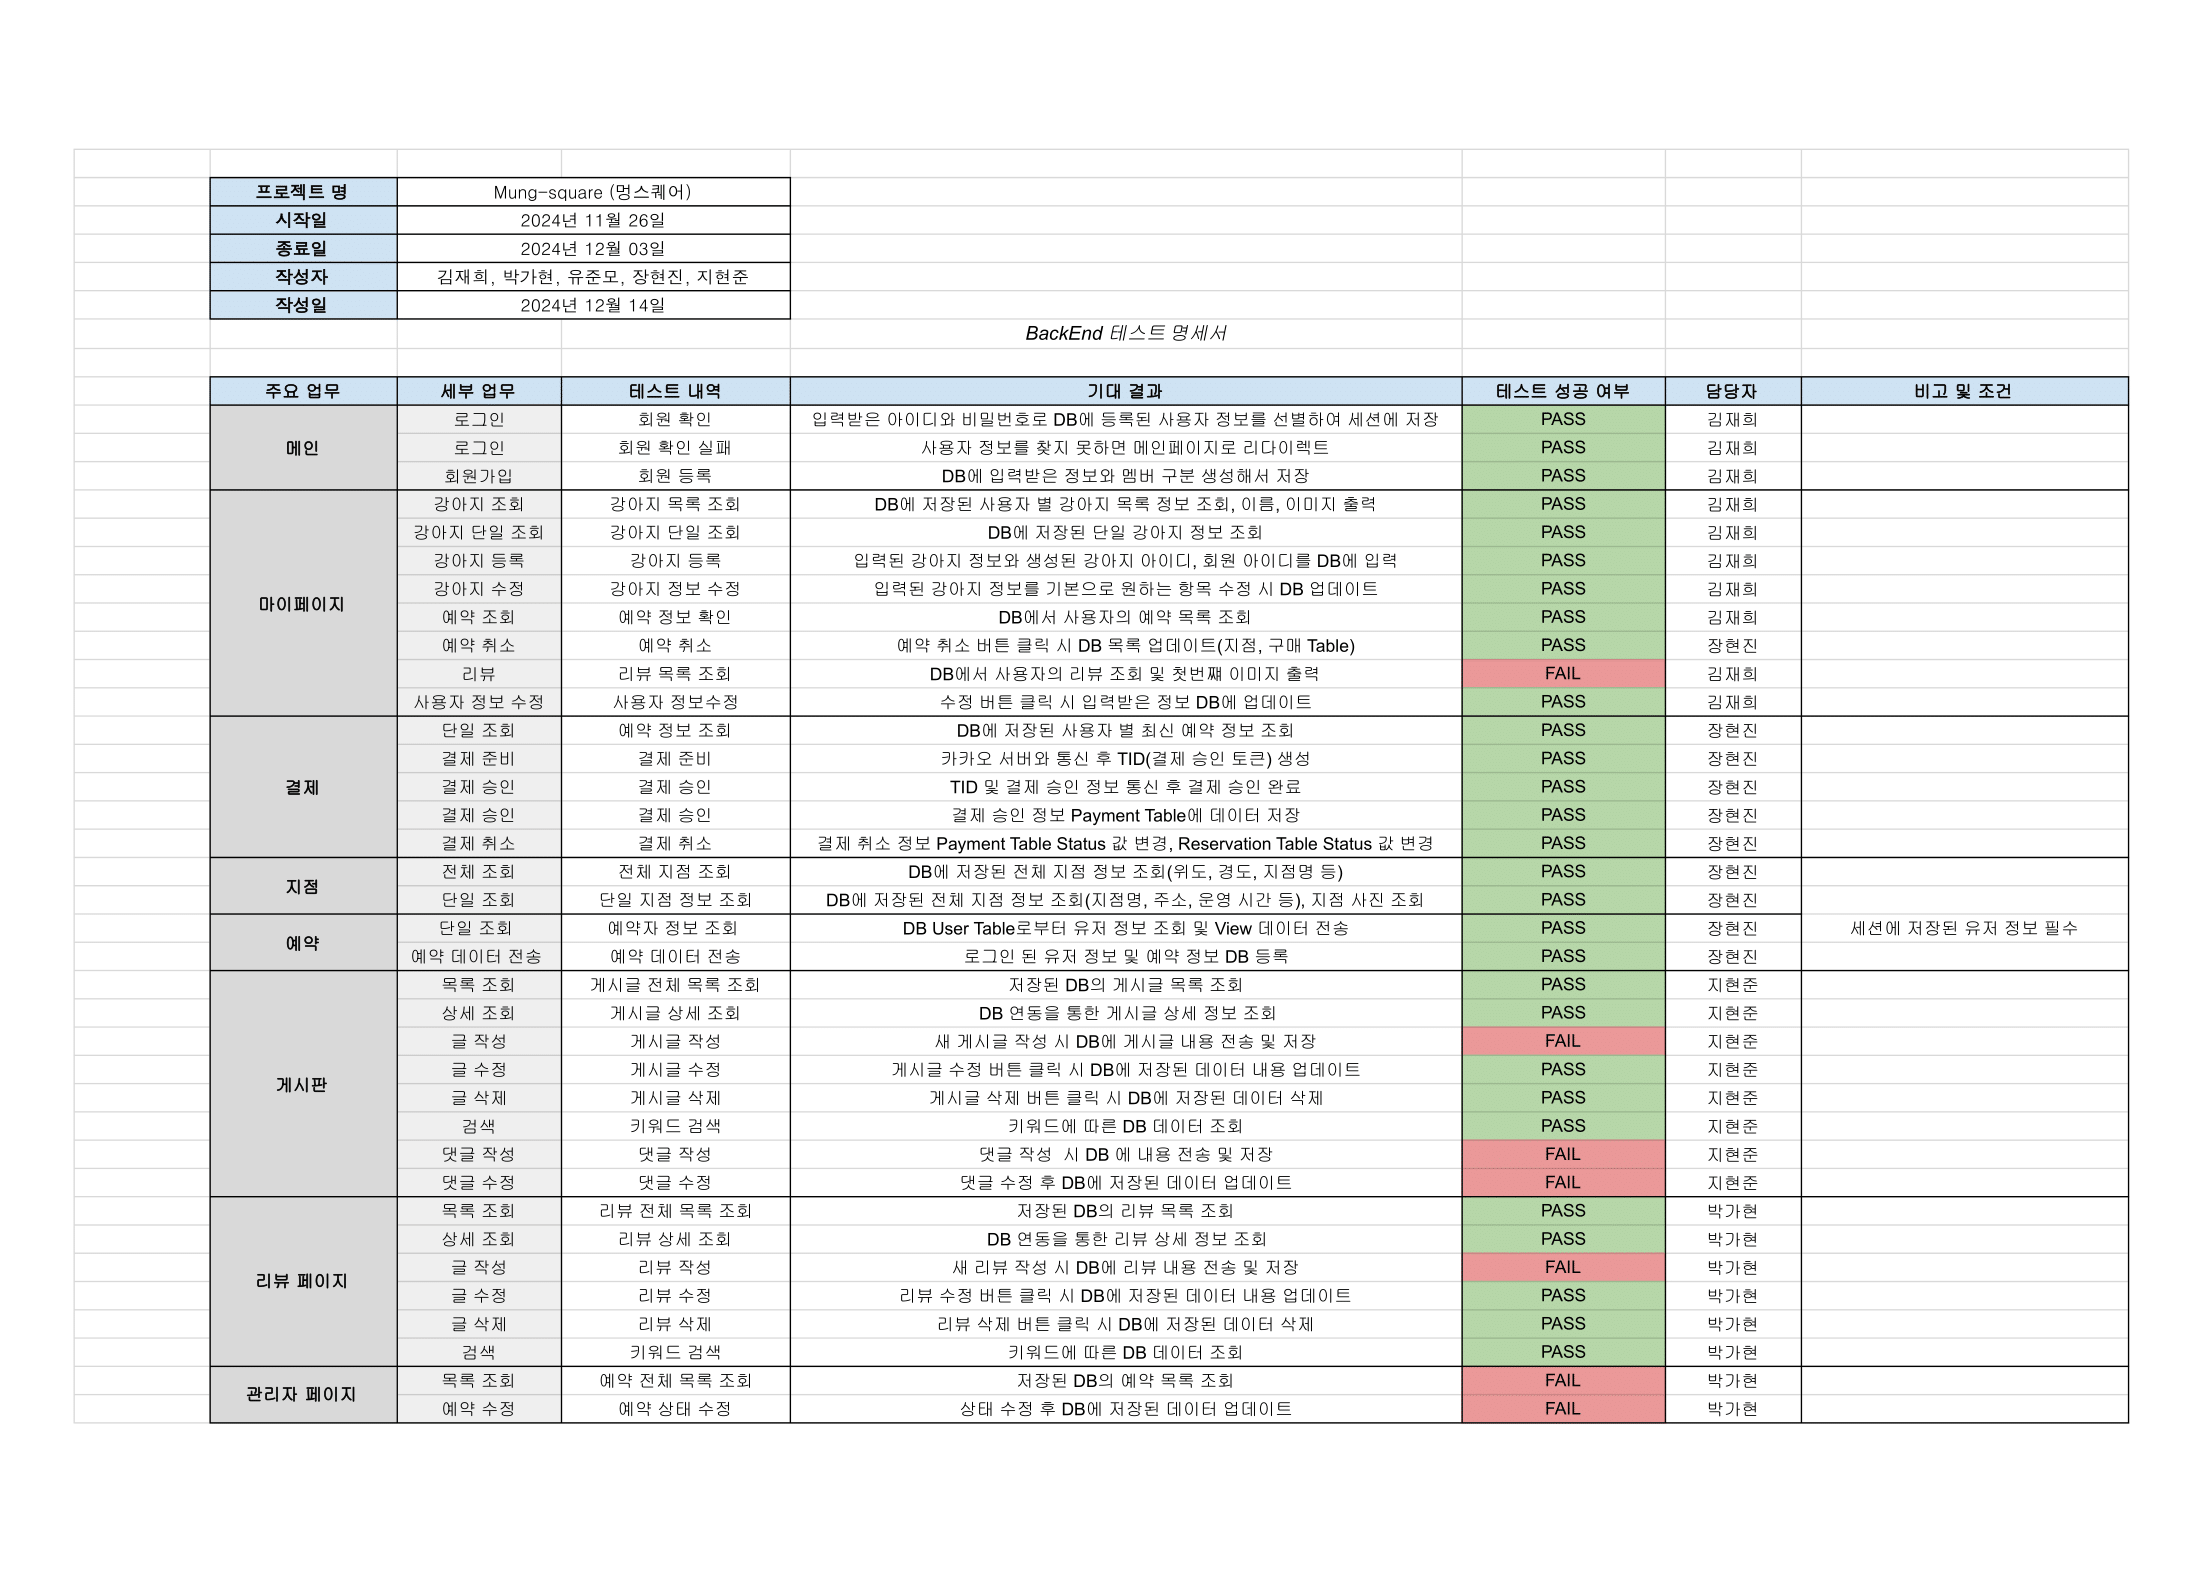 프로젝트 명 Mung-square (멍스퀘어)
시작일 2024년 11월 26일
종료일 2024년 12월 03일
작성자 김재희, 박가현, 유준모, 장현진, 지현준
작성일 2024년 12월 14일
BackEnd 테스트 명세서
주요 업무 세부 업무 테스트 내역 기대 결과 테스트 성공 여부 담당자 비고 및 조건
메인 로그인 회원 확인 입력받은 아이디와 비밀번호로 DB에 등록된 사용자 정보를 선별하여 세션에 저장 PASS 김재희
로그인 회원 확인 실패 사용자 정보를 찾지 못하면 메인페이지로 리다이렉트 PASS 김재희
회원가입 회원 등록 DB에 입력받은 정보와 멤버 구분 생성해서 저장 PASS 김재희
마이페이지 강아지 조회 강아지 목록 조회 DB에 저장된 사용자 별 강아지 목록 정보 조회, 이름, 이미지 출력 PASS 김재희
강아지 단일 조회 강아지 단일 조회 DB에 저장된 단일 강아지 정보 조회 PASS 김재희
강아지 등록 강아지 등록 입력된 강아지 정보와 생성된 강아지 아이디, 회원 아이디를 DB에 입력 PASS 김재희
강아지 수정 강아지 정보 수정 입력된 강아지 정보를 기본으로 원하는 항목 수정 시 DB 업데이트 PASS 김재희
예약 조회 예약 정보 확인 DB에서 사용자의 예약 목록 조회 PASS 김재희
예약 취소 예약 취소 예약 취소 버튼 클릭 시 DB 목록 업데이트(지점, 구매 Table) PASS 장현진
리뷰 리뷰 목록 조회 DB에서 사용자의 리뷰 조회 및 첫번째 이미지 출력 FAIL 김재희
사용자 정보 수정 사용자 정보수정 수정 버튼 클릭 시 입력받은 정보 DB에 업데이트 PASS 김재희
결제 단일 조회 예약 정보 조회 DB에 저장된 사용자 별 최신 예약 정보 조회 PASS 장현진
결제 준비 결제 준비 카카오 서버와 통신 후 TID(결제 승인 토큰) 생성 PASS 장현진
결제 승인 결제 승인 TID 및 결제 승인 정보 통신 후 결제 승인 완료 PASS 장현진
결제 승인 결제 승인 결제 승인 정보 Payment Table에 데이터 저장 PASS 장현진
결제 취소 결제 취소 결제 취소 정보 Payment Table Status 값 변경, Reservation Table Status 값 변경 PASS 장현진
지점 전체 조회 전체 지점 조회 DB에 저장된 전체 지점 정보 조회(위도, 경도, 지점명 등) PASS 장현진
단일 조회 단일 지점 정보 조회 DB에 저장된 전체 지점 정보 조회(지점명, 주소, 운영 시간 등), 지점 사진 조회 PASS 장현진
예약 단일 조회 예약자 정보 조회 DB User Table로부터 유저 정보 조회 및 View 데이터 전송 PASS 장현진 세션에 저장된 유저 정보 필수
예약 데이터 전송 예약 데이터 전송 로그인 된 유저 정보 및 예약 정보 DB 등록 PASS 장현진
게시판 목록 조회 게시글 전체 목록 조회 저장된 DB의 게시글 목록 조회 PASS 지현준
상세 조회 게시글 상세 조회 DB 연동을 통한 게시글 상세 정보 조회 PASS 지현준
글 작성 게시글 작성 새 게시글 작성 시 DB에 게시글 내용 전송 및 저장 FAIL 지현준
글 수정 게시글 수정 게시글 수정 버튼 클릭 시 DB에 저장된 데이터 내용 업데이트 PASS 지현준
글 삭제 게시글 삭제 게시글 삭제 버튼 클릭 시 DB에 저장된 데이터 삭제 PASS 지현준
검색 키워드 검색 키워드에 따른 DB 데이터 조회 PASS 지현준
댓글 작성 댓글 작성 댓글 작성  시 DB 에 내용 전송 및 저장 FAIL 지현준
댓글 수정 댓글 수정 댓글 수정 후 DB에 저장된 데이터 업데이트 FAIL 지현준
리뷰 페이지 목록 조회 리뷰 전체 목록 조회 저장된 DB의 리뷰 목록 조회 PASS 박가현
상세 조회 리뷰 상세 조회 DB 연동을 통한 리뷰 상세 정보 조회 PASS 박가현
글 작성 리뷰 작성 새 리뷰 작성 시 DB에 리뷰 내용 전송 및 저장 FAIL 박가현
글 수정 리뷰 수정 리뷰 수정 버튼 클릭 시 DB에 저장된 데이터 내용 업데이트 PASS 박가현
글 삭제 리뷰 삭제 리뷰 삭제 버튼 클릭 시 DB에 저장된 데이터 삭제 PASS 박가현
검색 키워드 검색 키워드에 따른 DB 데이터 조회 PASS 박가현
관리자 페이지 목록 조회 예약 전체 목록 조회 저장된 DB의 예약 목록 조회 FAIL 박가현
예약 수정 예약 상태 수정 상태 수정 후 DB에 저장된 데이터 업데이트 FAIL 박가현